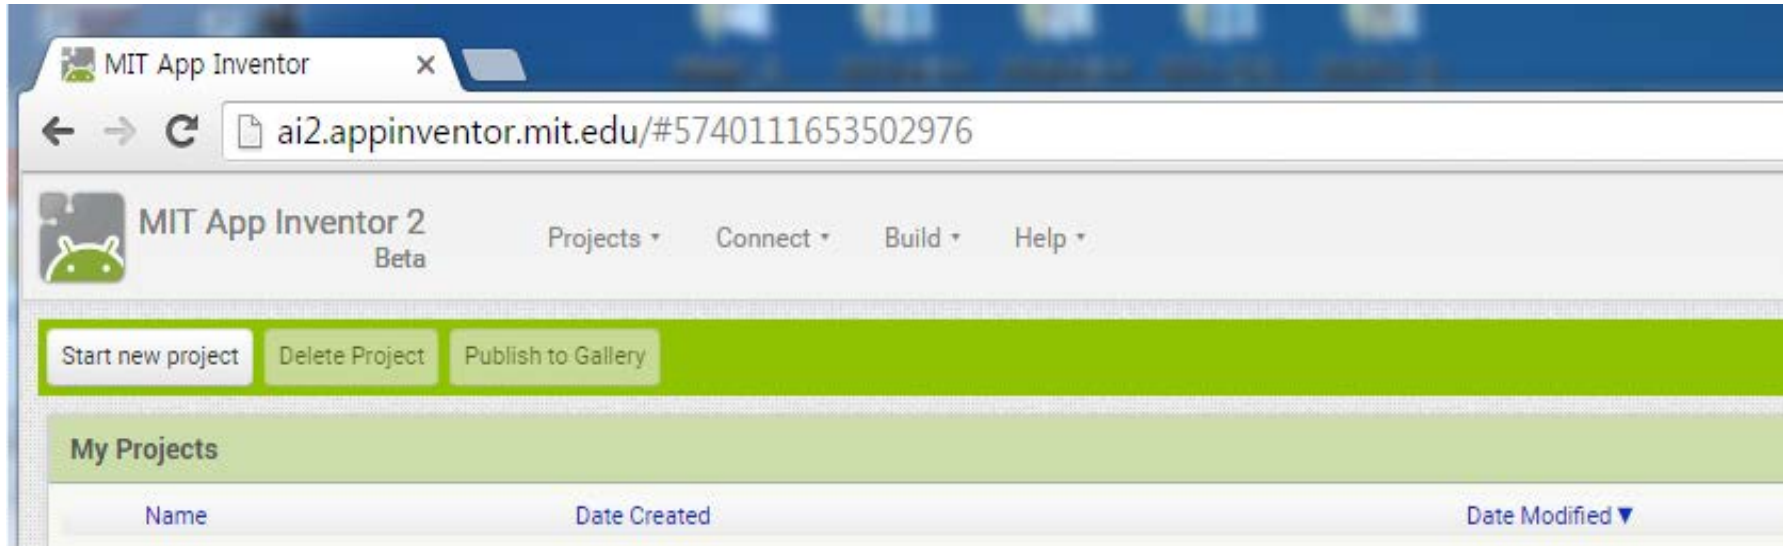 MIT App Inventor
ai2.appinventor.mit.edu/#5740111653502976
MIT App Inventor 2
Beta
Projects Connect Build Help
Start new project Delete Project Publish to Gallery
My Projects
Name Date Created Date Modified ▼